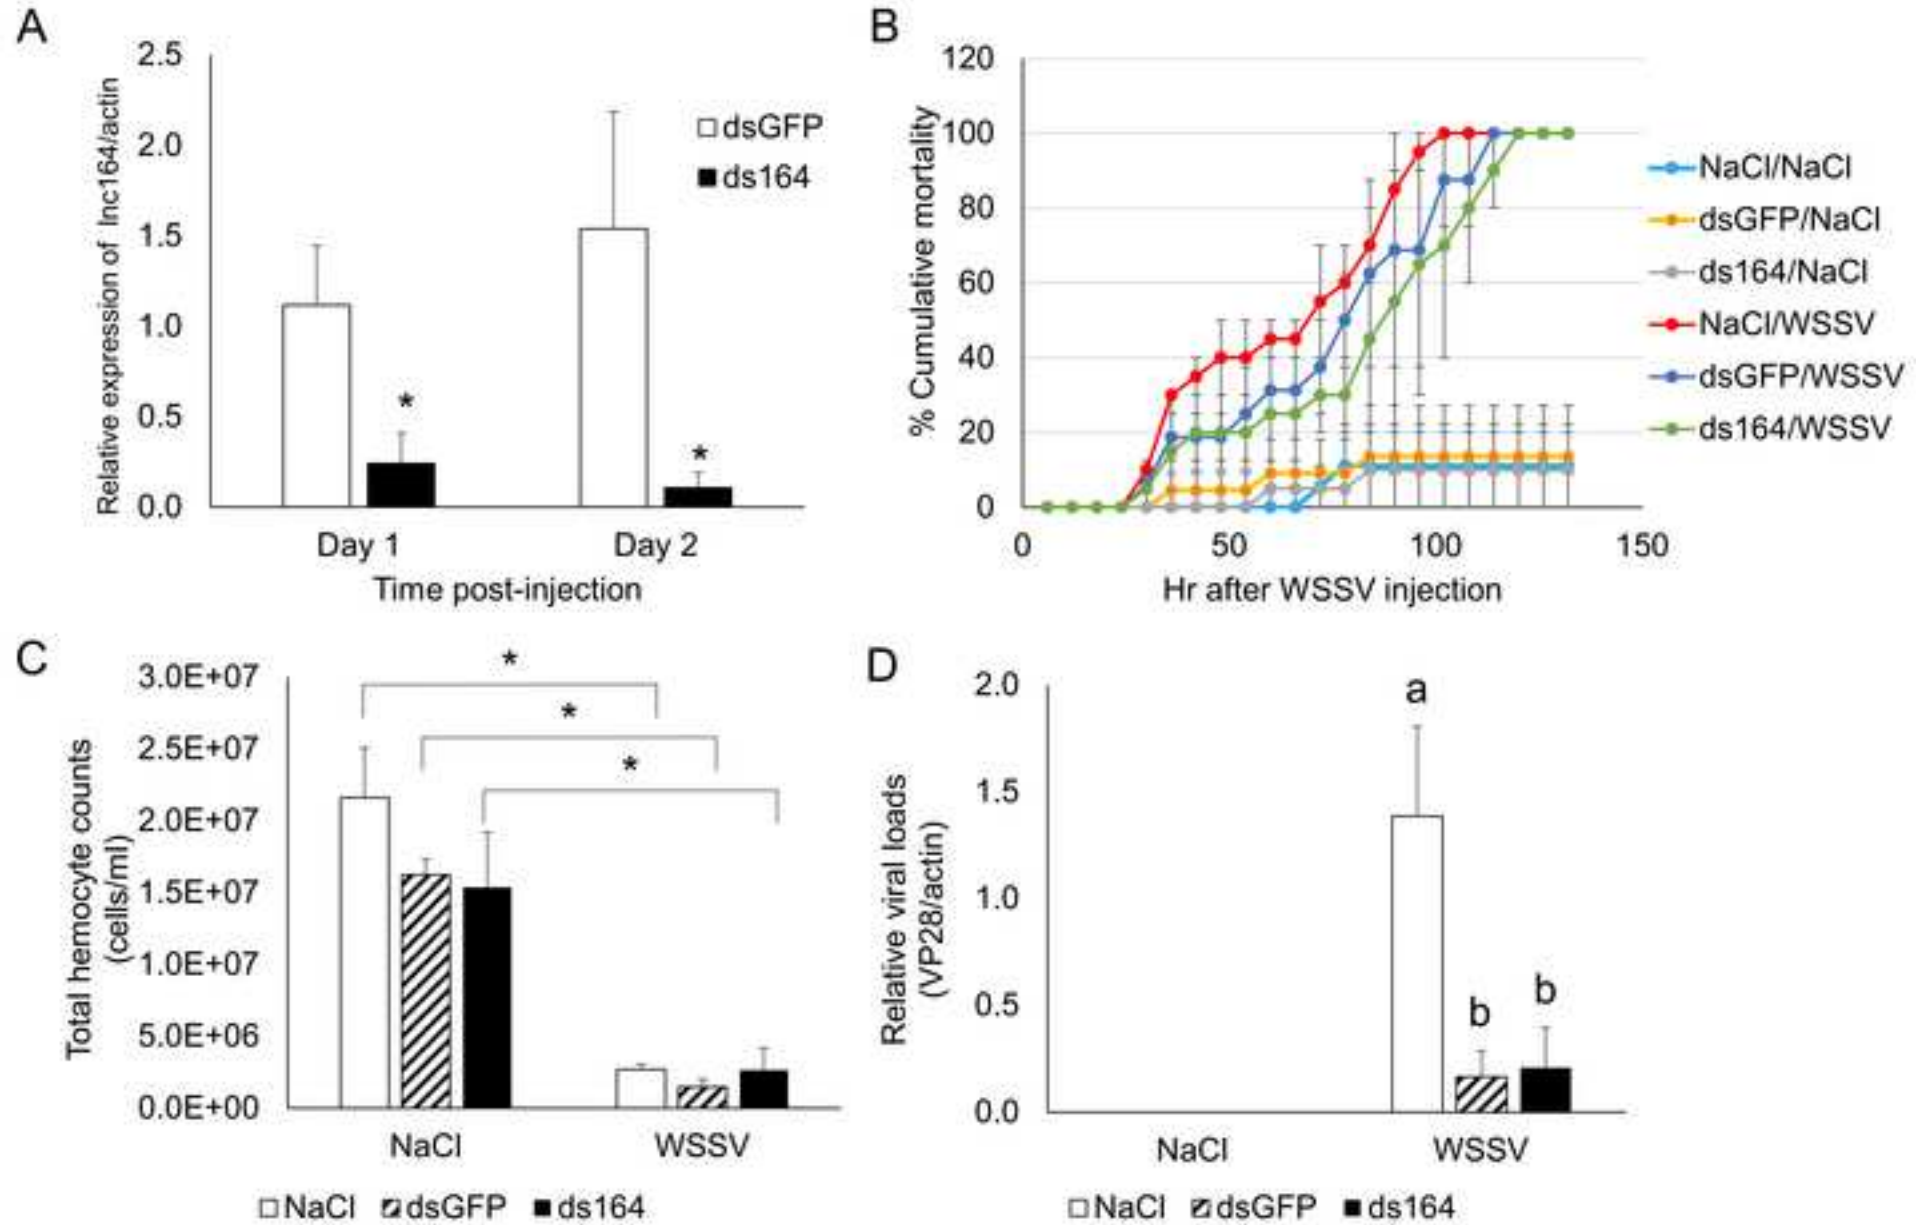 A
2.5
2.0
1.5
1.0
0.5
0.0
Relative expression of lnc164/actin
dsGFP
ds164
*
*
Day 1
Day 2
Time post-injection
B
120
100
80
60
40
20
0
% Cumulative mortality
0
50
100
150
Hr after WSSV injection
NaCl/NaCl
dsGFP/NaCl
ds164/NaCl
NaCl/WSSV
dsGFP/WSSV
ds164/WSSV
C
3.0E+07
2.5E+07
2.0E+07
1.5E+07
1.0E+07
5.0E+06
0.0E+00
Total hemocyte counts
(cells/ml)
*
*
*
NaCl
WSSV
NaCl
dsGFP
ds164
D
2.0
1.5
1.0
0.5
0.0
Relative viral loads
(VP28/actin)
a
b
b
NaCl
WSSV
NaCl
dsGFP
ds164